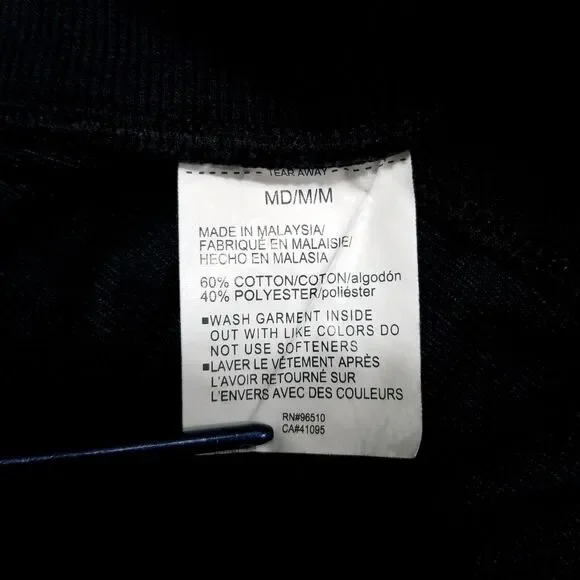 TEAR AWAY
MD/M/M
MADE IN MALAYSIA/
FABRIQUÉ EN MALAISIE/
HECHO EN MALASIA
60% COTTON/COTON/algodón
40% POLYESTER/poliéster
■WASH GARMENT INSIDE
OUT WITH LIKE COLORS DO
NOT USE SOFTENERS
■LAVER LE VÊTEMENT APRÈS
L'AVOIR RETOURNÉ SUR
L'ENVERS AVEC DES COULEURS
RN#96510
CA#41095